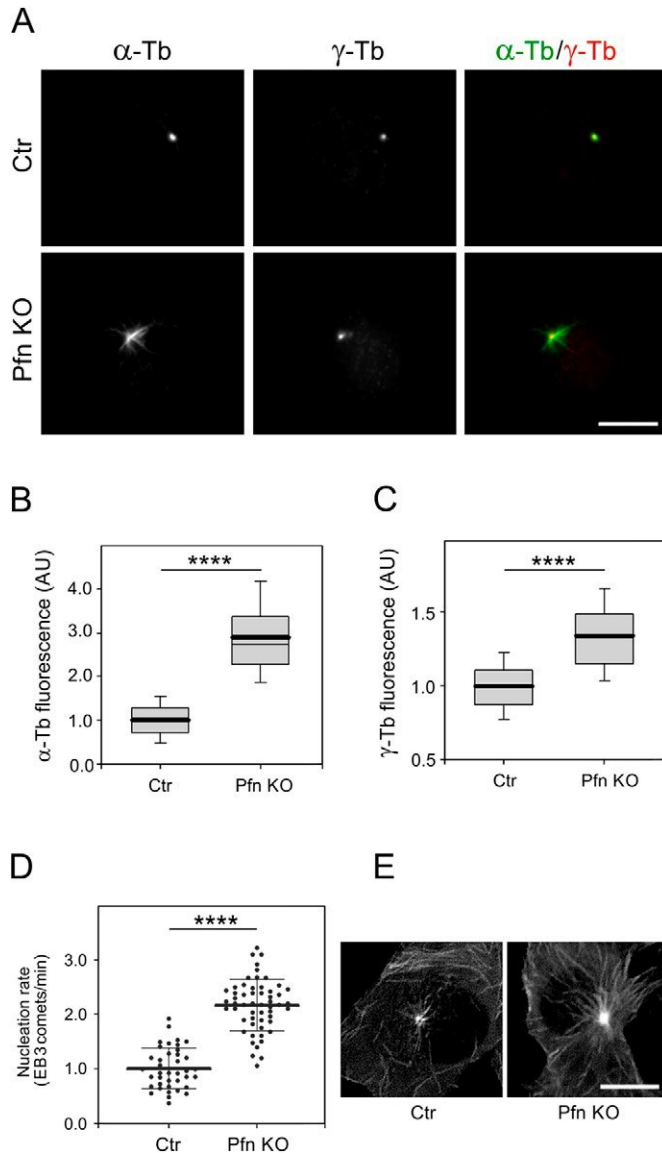 A
α-Tb γ-Tb α-Tb/γ-Tb
Ctr
Pfn KO
B
α-Tb fluorescence (AU)
****
4.0
3.0
2.0
1.0
0.0
Ctr Pfn KO
C
γ-Tb fluorescence (AU)
****
1.5
1.0
0.5
Ctr Pfn KO
D
Nucleation rate
(EB3 comets/min)
****
3.0
2.0
1.0
0.0
Ctr Pfn KO
E
Ctr Pfn KO